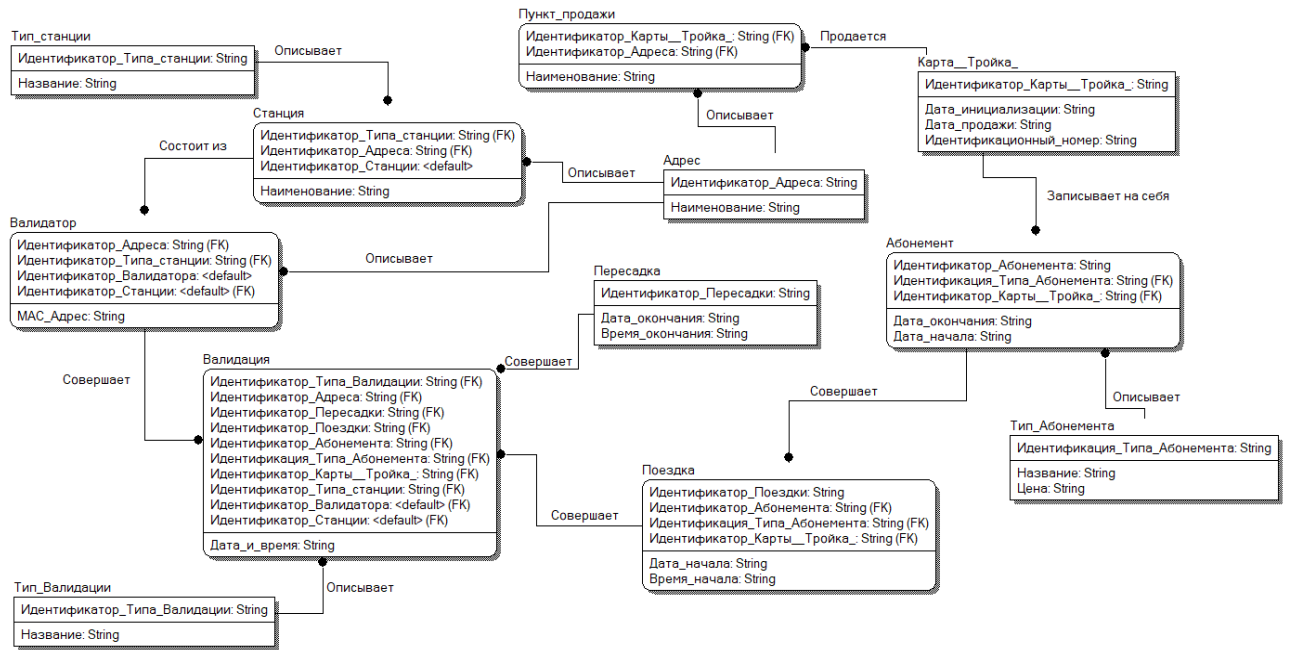 Тип_станции
Идентификатор_Типа_станции: String
Название: String
Описывает
Пункт_продажи
Идентификатор_Карты__Тройка_: String (FK)
Идентификатор_Адреса: String (FK)
Наименование: String
Продается
Карта__Тройка_
Идентификатор_Карты__Тройка_: String
Дата_инициализации: String
Дата_продажи: String
Идентификационный_номер: String
Станция
Идентификатор_Типа_станции: String (FK)
Идентификатор_Адреса: String (FK)
Идентификатор_Станции: <default>
Наименование: String
Состоит из
Описывает
Описывает
Адрес
Идентификатор_Адреса: String
Наименование: String
Записывает на себя
Валидатор
Идентификатор_Адреса: String (FK)
Идентификатор_Типа_станции: String (FK)
Идентификатор_Валидатора: <default>
Идентификатор_Станции: <default> (FK)
МАС_Адрес: String
Описывает
Пересадка
Идентификатор_Пересадки: String
Дата_окончания: String
Время_окончания: String
Абонемент
Идентификатор_Абонемента: String
Идентификация_Типа_Абонемента: String (FK)
Идентификатор_Карты__Тройка_: String (FK)
Дата_окончания: String
Дата_начала: String
Совершает
Валидация
Идентификатор_Типа_Валидации: String (FK)
Идентификатор_Адреса: String (FK)
Идентификатор_Пересадки: String (FK)
Идентификатор_Поездки: String (FK)
Идентификатор_Абонемента: String (FK)
Идентификация_Типа_Абонемента: String (FK)
Идентификатор_Карты__Тройка_: String (FK)
Идентификатор_Типа_станции: String (FK)
Идентификатор_Валидатора: <default> (FK)
Идентификатор_Станции: <default> (FK)
Дата_и_время: String
Совершает
Совершает
Описывает
Тип_Абонемента
Идентификация_Типа_Абонемента: String
Название: String
Цена: String
Совершает
Поездка
Идентификатор_Поездки: String
Идентификатор_Абонемента: String (FK)
Идентификация_Типа_Абонемента: String (FK)
Идентификатор_Карты__Тройка_: String (FK)
Дата_начала: String
Время_начала: String
Тип_Валидации
Идентификатор_Типа_Валидации: String
Название: String
Описывает